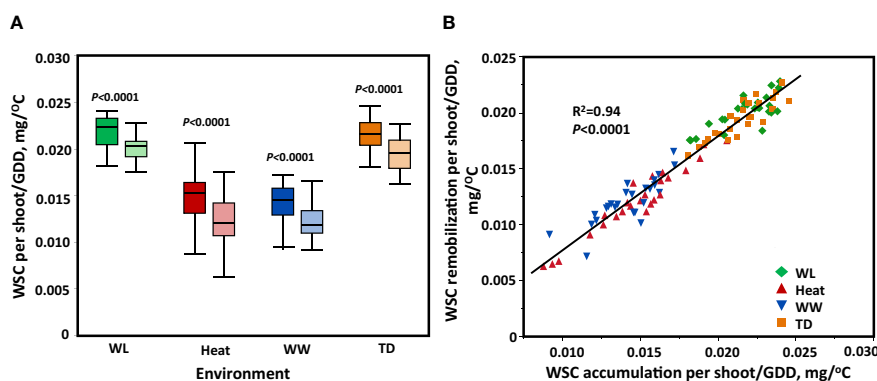 A
WSC per shoot/GDD, mg/°C
0.030
0.025
0.020
0.015
0.010
0.005
0
P<0.0001
P<0.0001
P<0.0001
P<0.0001
WL
Heat
WW
TD
Environment
B
WSC remobilization per shoot/GDD,
mg/°C
0.025
0.020
0.015
0.010
0.005
0
R²=0.94
P<0.0001
WL
Heat
WW
TD
0.010
0.015
0.020
0.025
0.030
WSC accumulation per shoot/GDD, mg/°C